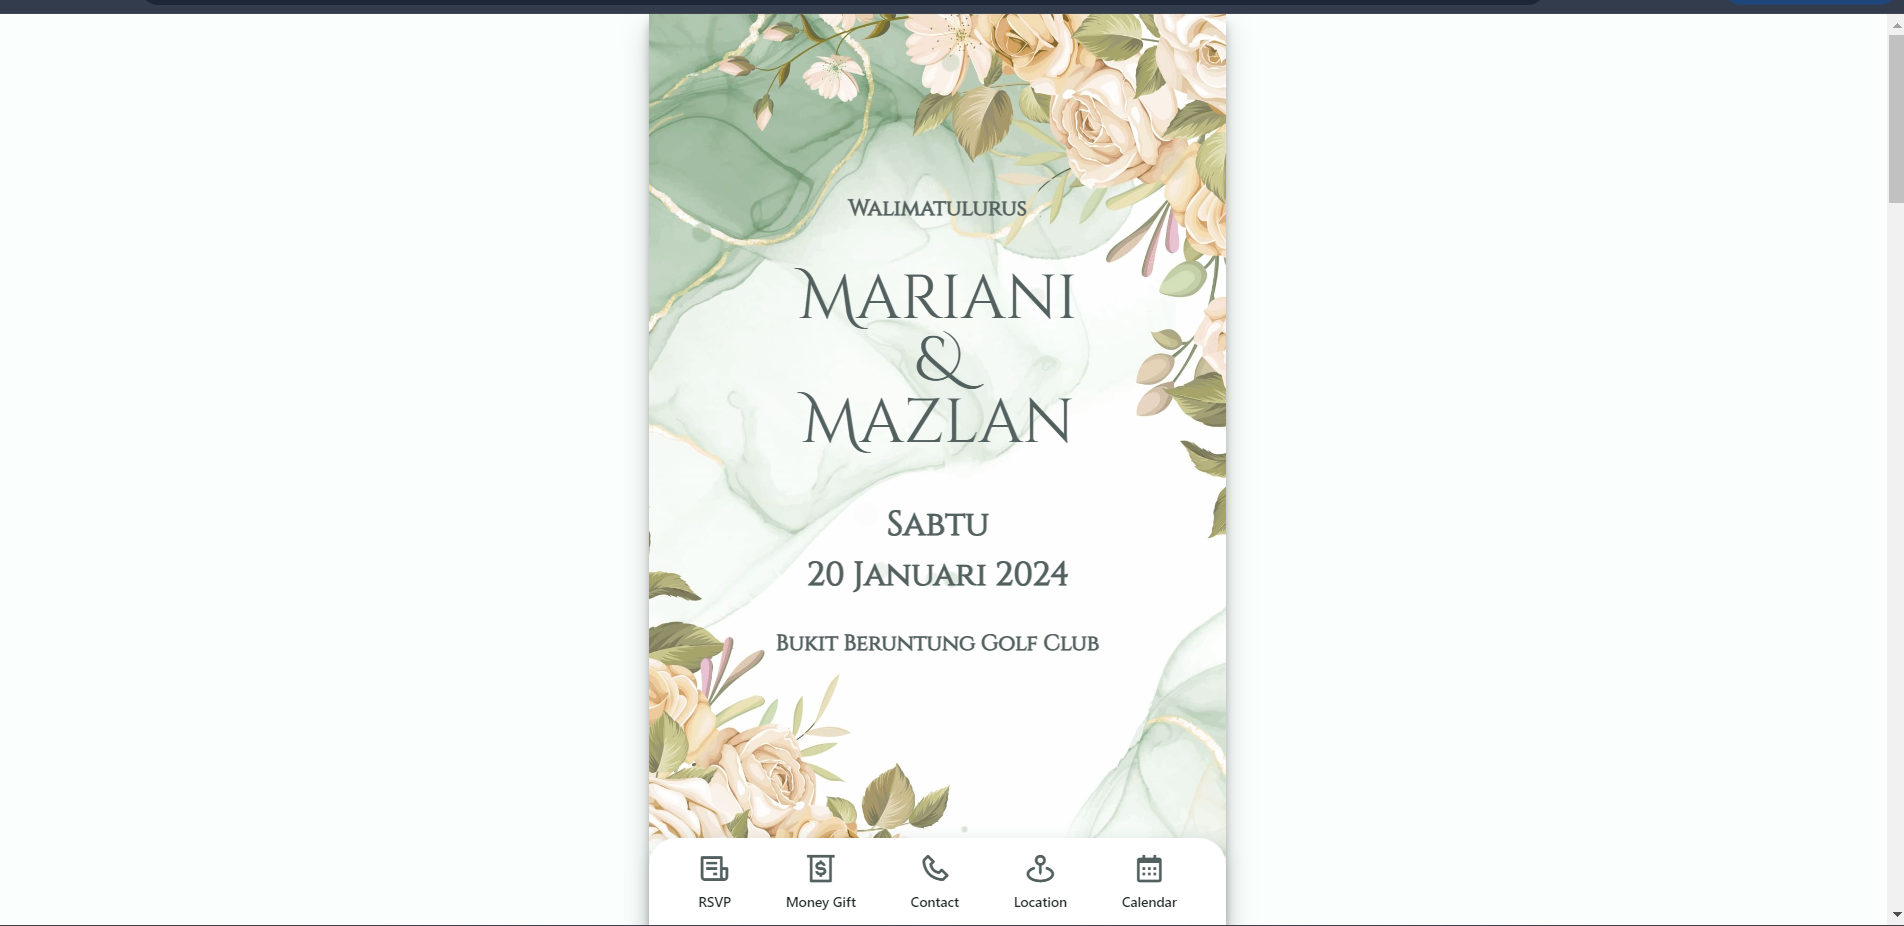 Walimatulurus
Mariani
&
Mazlan
Sabtu
20 Januari 2024
Bukit Beruntung Golf Club
RSVP
Money Gift
Contact
Location
Calendar